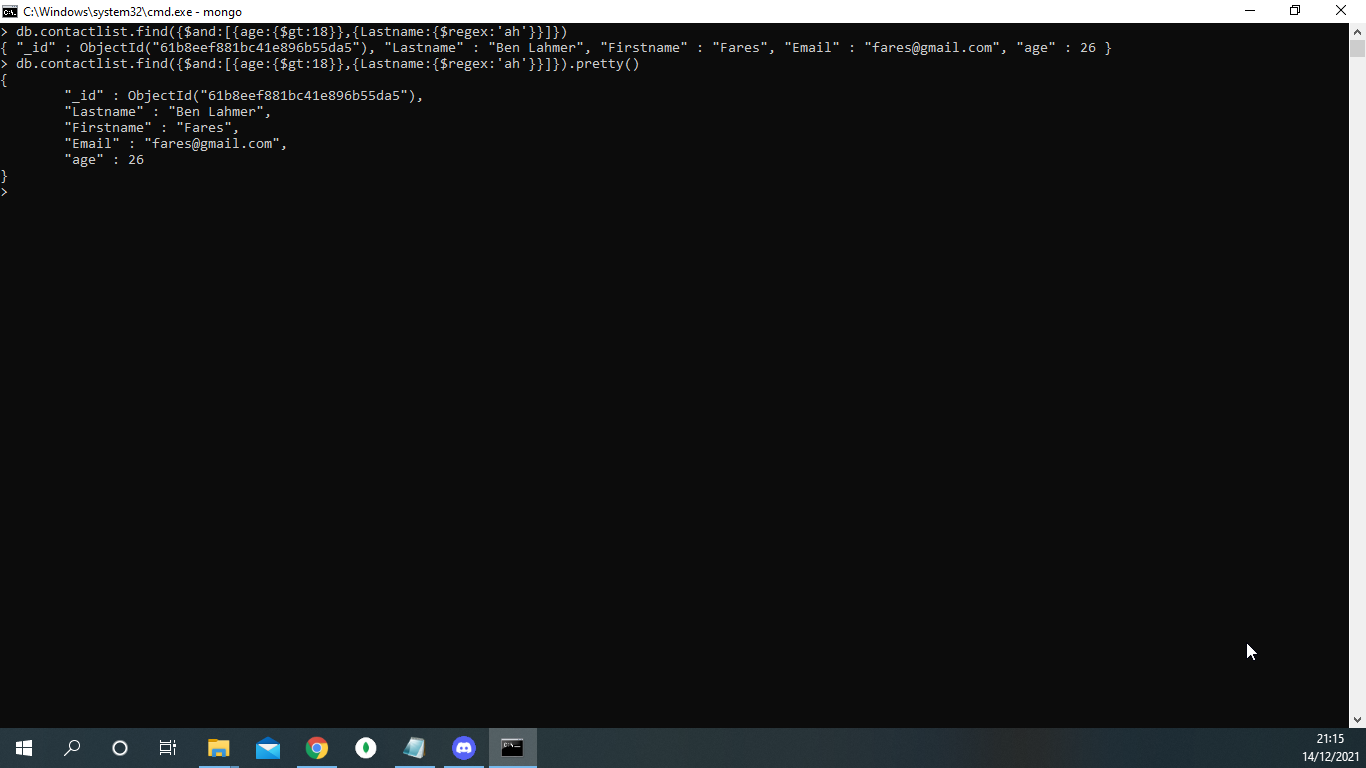 C:\Windows\system32\cmd.exe - mongo
> db.contactlist.find({$and:[{age:{$gt:18}},{Lastname:{$regex:'ah'}}]})
{ "_id" : ObjectId("61b8eef881bc41e896b55da5"), "Lastname" : "Ben Lahmer", "Firstname" : "Fares", "Email" : "fares@gmail.com", "age" : 26 }
> db.contactlist.find({$and:[{age:{$gt:18}},{Lastname:{$regex:'ah'}}]}).pretty()
{
        "_id" : ObjectId("61b8eef881bc41e896b55da5"),
        "Lastname" : "Ben Lahmer",
        "Firstname" : "Fares",
        "Email" : "fares@gmail.com",
        "age" : 26
}
>
21:15
14/12/2021